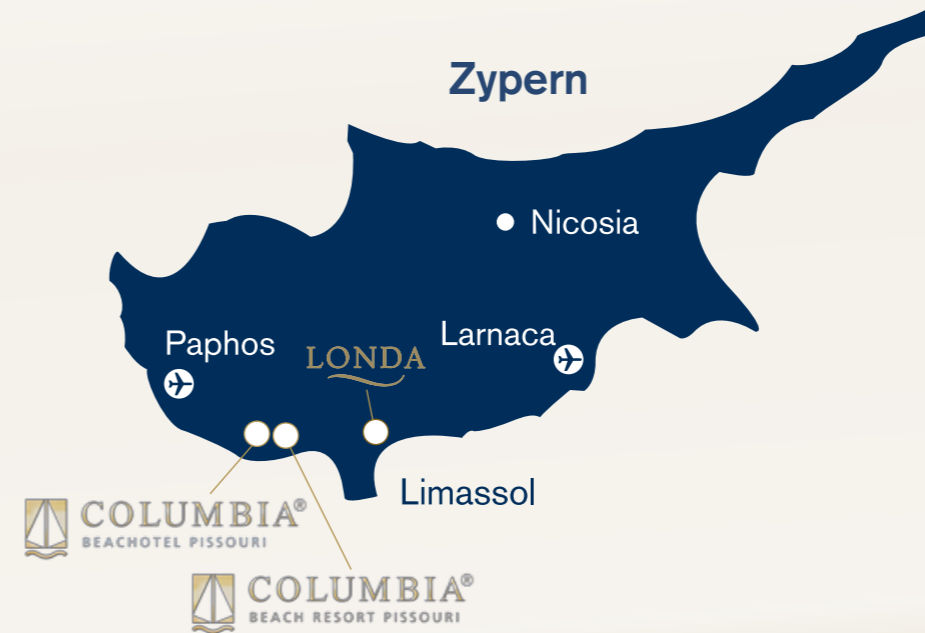 Zypern
Nicosia
Larnaca
Paphos
LONDA
Limassol
COLUMBIA®
BEACHOTEL PISSOURI
COLUMBIA®
BEACH RESORT PISSOURI